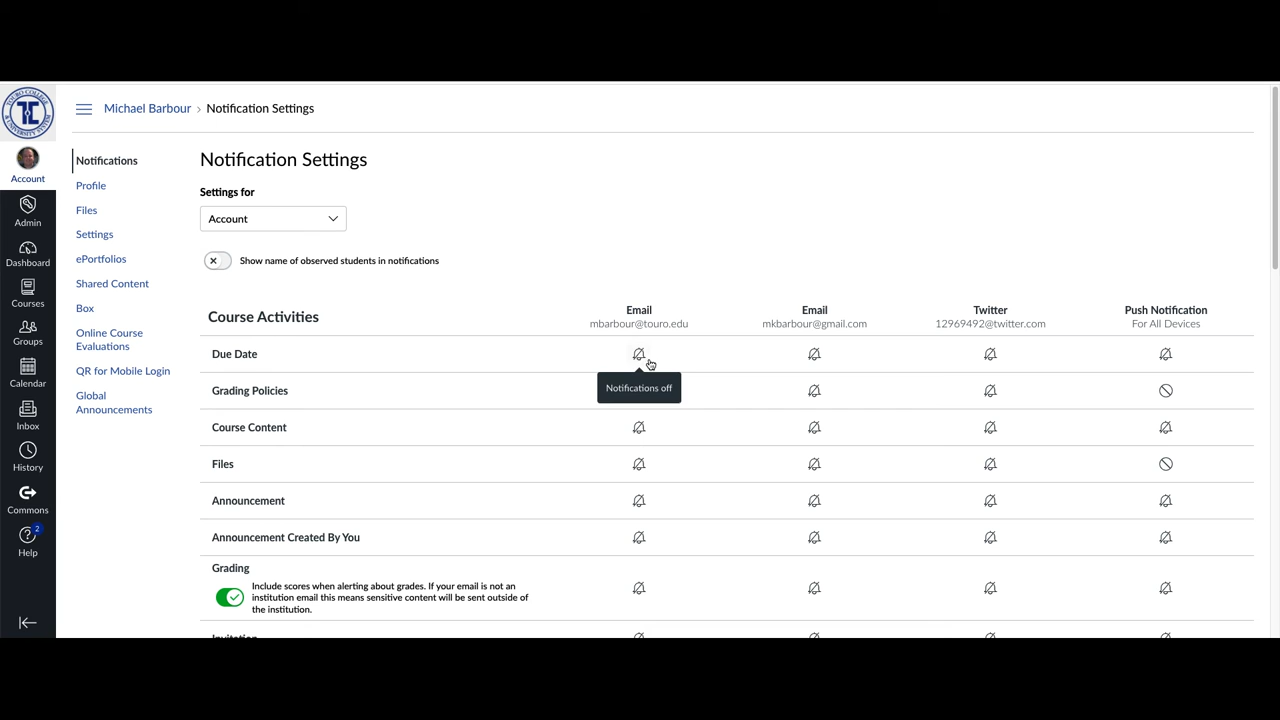 Michael Barbour > Notification Settings
TOURO COLLEGE
& UNIVERSITY SYSTEM
Account
Admin
Dashboard
Courses
Groups
Calendar
Inbox
History
Commons
2
Help
Notifications
Profile
Files
Settings
ePortfolios
Shared Content
Box
Online Course
Evaluations
QR for Mobile Login
Global
Announcements
Notification Settings
Settings for
Account
Show name of observed students in notifications
Course Activities
Email
mbarbour@touro.edu
Email
mkbarbour@gmail.com
Twitter
12969492@twitter.com
Push Notification
For All Devices
Due Date
Notifications off
Grading Policies
Course Content
Files
Announcement
Announcement Created By You
Grading
Include scores when alerting about grades. If your email is not an
institution email this means sensitive content will be sent outside of
the institution.
Invitation